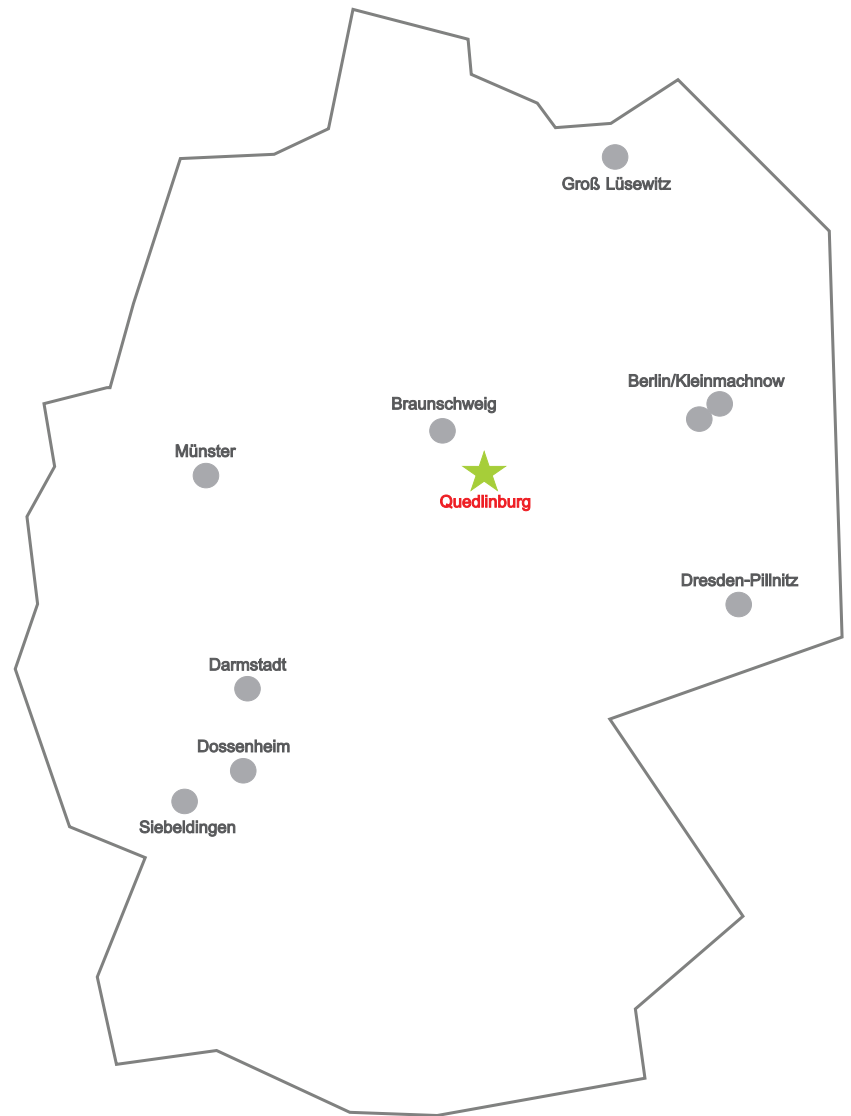 Groß Lüsewitz
Berlin/Kleinmachnow
Braunschweig
Münster
Quedlinburg
Dresden-Pillnitz
Darmstadt
Dossenheim
Siebeldingen